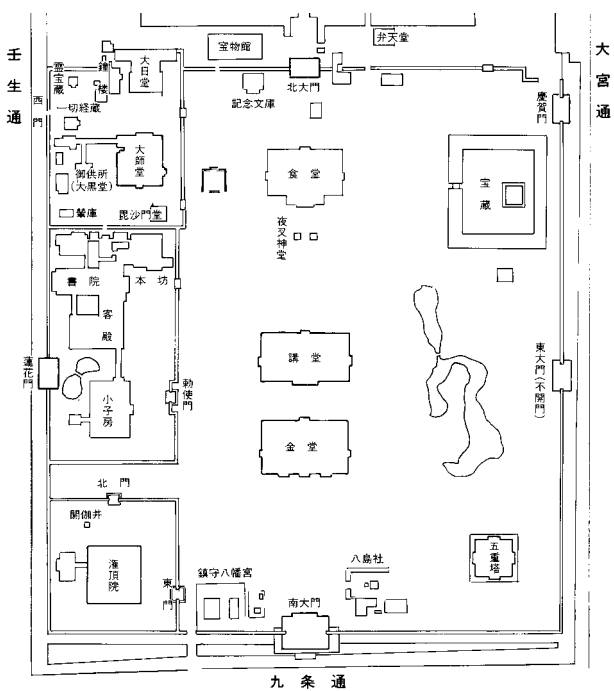 壬生通
大宮通
宝物館
弁天堂
大日堂
鐘楼
霊宝蔵
西門
一切経蔵
記念文庫
北大門
慶賀門
大師堂
御供所
(大黒堂)
輦庫
毘沙門堂
食堂
宝蔵
夜叉神堂
書院
本坊
客殿
蓮花門
小子房
勅使門
講堂
東大門(不開門)
金堂
北門
閼伽井
灌頂院
東門
鎮守八幡宮
八島社
五重塔
南大門
九条通